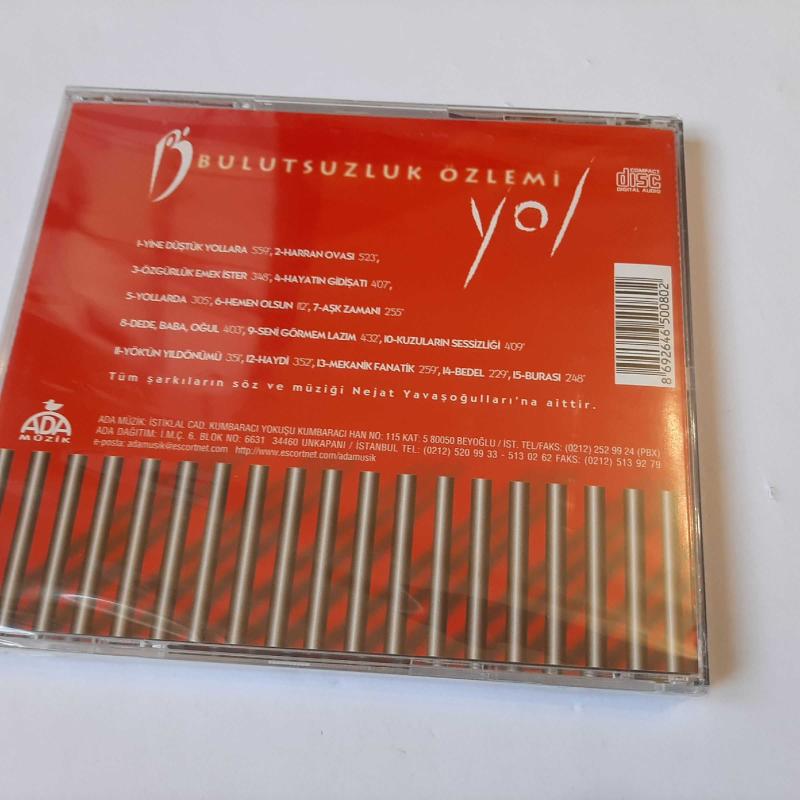 BULUTSUZLUK ÖZLEMİ
yol
COMPACT
disc
DIGITAL AUDIO
1-YİNE DÜŞTÜK YOLLARA 5'59', 2-HARRAN OVASI 5'23',
3-ÖZGÜRLÜK EMEK İSTER 3'48', 4-HAYATIN GİDİŞATI 4'07',
5-YOLLARDA 3'05', 6-HEMEN OLSUN 1'12', 7-AŞK ZAMANI 2'55'
8-DEDE, BABA, OĞUL 4'03', 9-SENİ GÖRMEM LAZIM 4'32', 10-KUZULARIN SESSİZLİĞİ 4'09'
11-YÖK'ÜN YILDÖNÜMÜ 3'51', 12-HAYDİ 3'52', 13-MEKANİK FANATİK 2'59', 14-BEDEL 2'29', 15-BURASI 2'48'
Tüm şarkıların söz ve müziği Nejat Yavaşoğulları'na aittir.
8 692646 500802
ADA
MÜZİK
ADA MÜZİK: İSTİKLAL CAD. KUMBARACI YOKUŞU KUMBARACI HAN NO: 115 KAT: 5 80050 BEYOĞLU / İST. TEL/FAKS: (0212) 252 99 24 (PBX)
ADA DAĞITIM: İ.M.Ç. 6. BLOK NO: 6631 34460 UNKAPANI / İSTANBUL TEL: (0212) 520 99 33 - 513 02 62 FAKS: (0212) 513 92 79
e-posta: adamusik@escortnet.com http://www.escortnet.com/adamusik